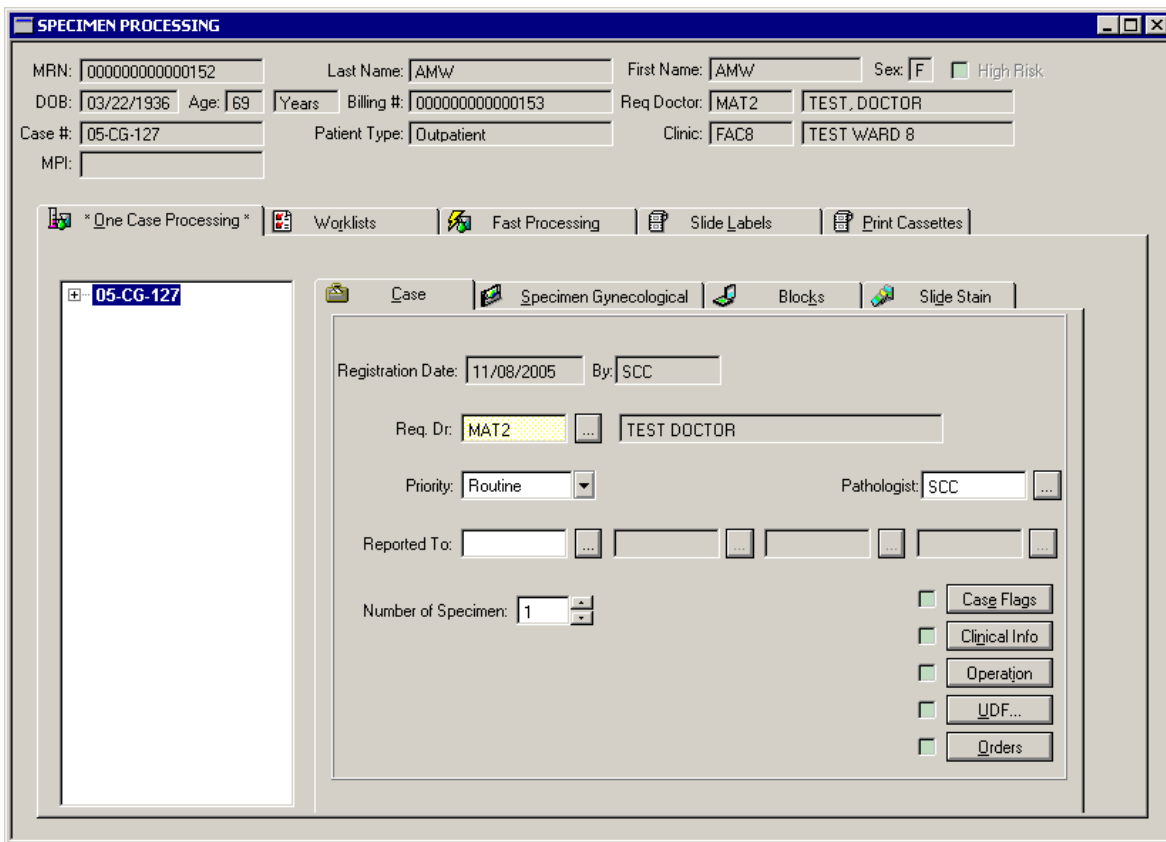 SPECIMEN PROCESSING
MRN: 000000000000152 Last Name: AMW First Name: AMW Sex: F High Risk
DOB: 03/22/1936 Age: 69 Years Billing #: 000000000000153 Req Doctor: MAT2 TEST, DOCTOR
Case #: 05-CG-127 Patient Type: Outpatient Clinic: FAC8 TEST WARD 8
MPI:
* One Case Processing * Worklists Fast Processing Slide Labels Print Cassettes
05-CG-127 Case Specimen Gynecological Blocks Slide Stain
Registration Date: 11/08/2005 By: SCC
Req. Dr: MAT2 ... TEST DOCTOR
Priority: Routine Pathologist: SCC ...
Reported To: ... ... ... ...
Number of Specimen: 1 Case Flags
Clinical Info
Operation
UDF...
Orders